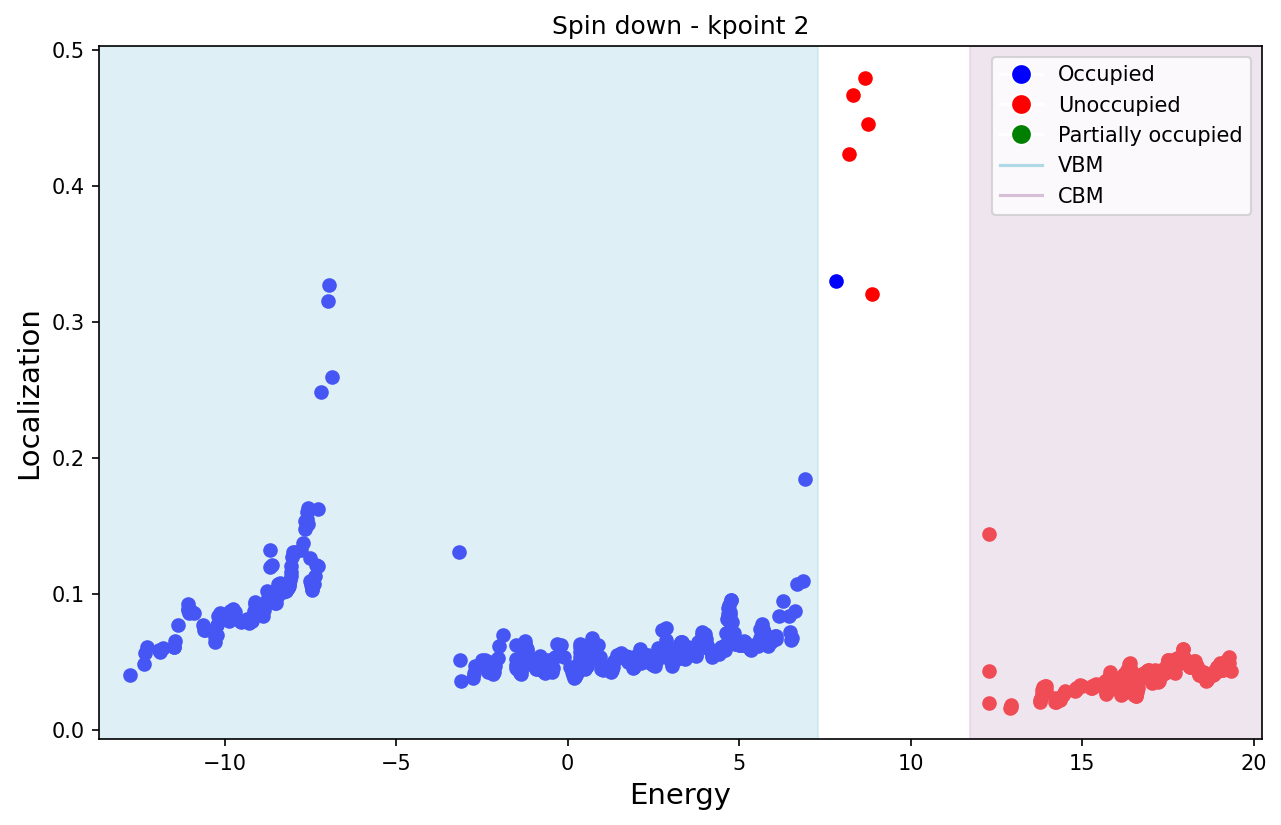 Spin down - kpoint 2
0.5
0.4
0.3
0.2
0.1
0.0
Localization
Occupied
Unoccupied
Partially occupied
VBM
CBM
−10
−5
0
5
10
15
20
Energy